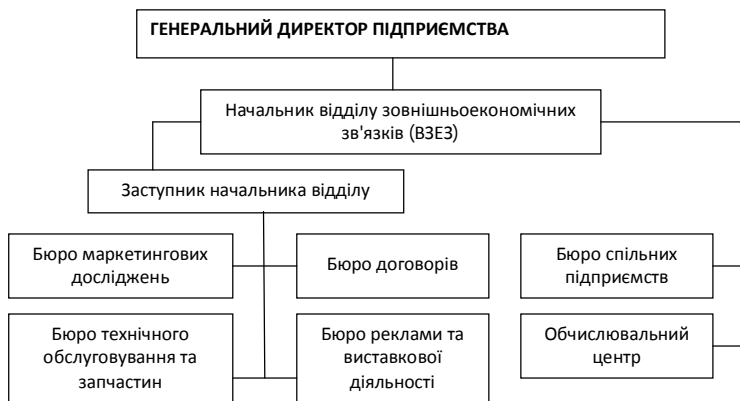 ГЕНЕРАЛЬНИЙ ДИРЕКТОР ПІДПРИЄМСТВА
Начальник відділу зовнішньоекономічних
зв'язків (ВЗЕЗ)
Заступник начальника відділу
Бюро маркетингових
досліджень
Бюро договорів
Бюро спільних
підприємств
Бюро технічного
обслуговування та
запчастин
Бюро реклами та
виставкової
діяльності
Обчислювальний
центр